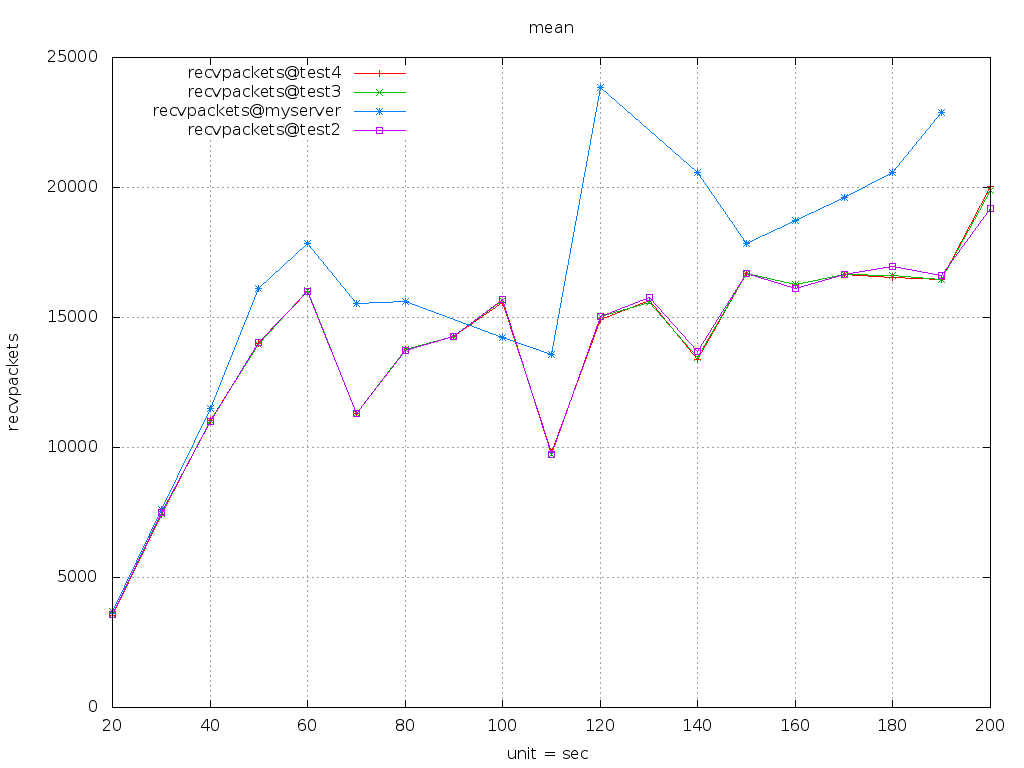 mean
25000
20000
15000
10000
5000
0
recvpackets
recvpackets@test4
recvpackets@test3
recvpackets@myserver
recvpackets@test2
20 40 60 80 100 120 140 160 180 200
unit = sec